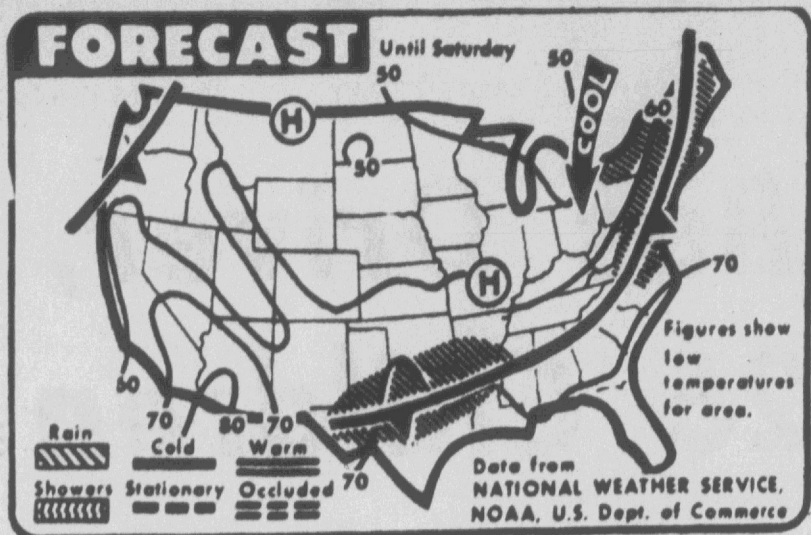 FORECAST
Until Saturday
50
50
COOL
60
H
50
H
70
Figures show
low
temperatures
for area.
60
70
80
70
70
Rain
Cold
Warm
Showers
Stationary
Occluded
Data from
NATIONAL WEATHER SERVICE,
NOAA, U.S. Dept. of Commerce